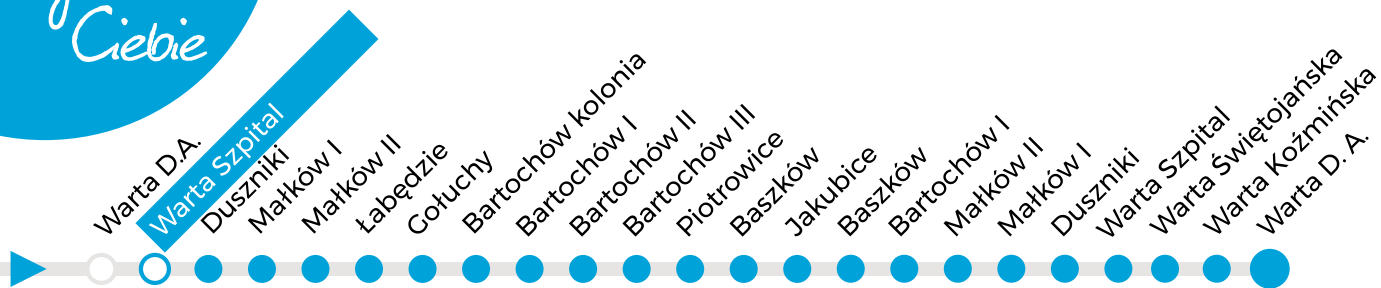 Ciebie
Warta D.A.
Warta Szpital
Duszniki
Małków I
Małków II
Łabędzie
Gołuchy
Bartochów kolonia
Bartochów I
Bartochów II
Bartochów III
Piotrowice
Baszków
Jakubice
Baszków
Bartochów I
Małków II
Małków I
Duszniki
Warta Szpital
Warta Świętojańska
Warta Koźmińska
Warta D. A.